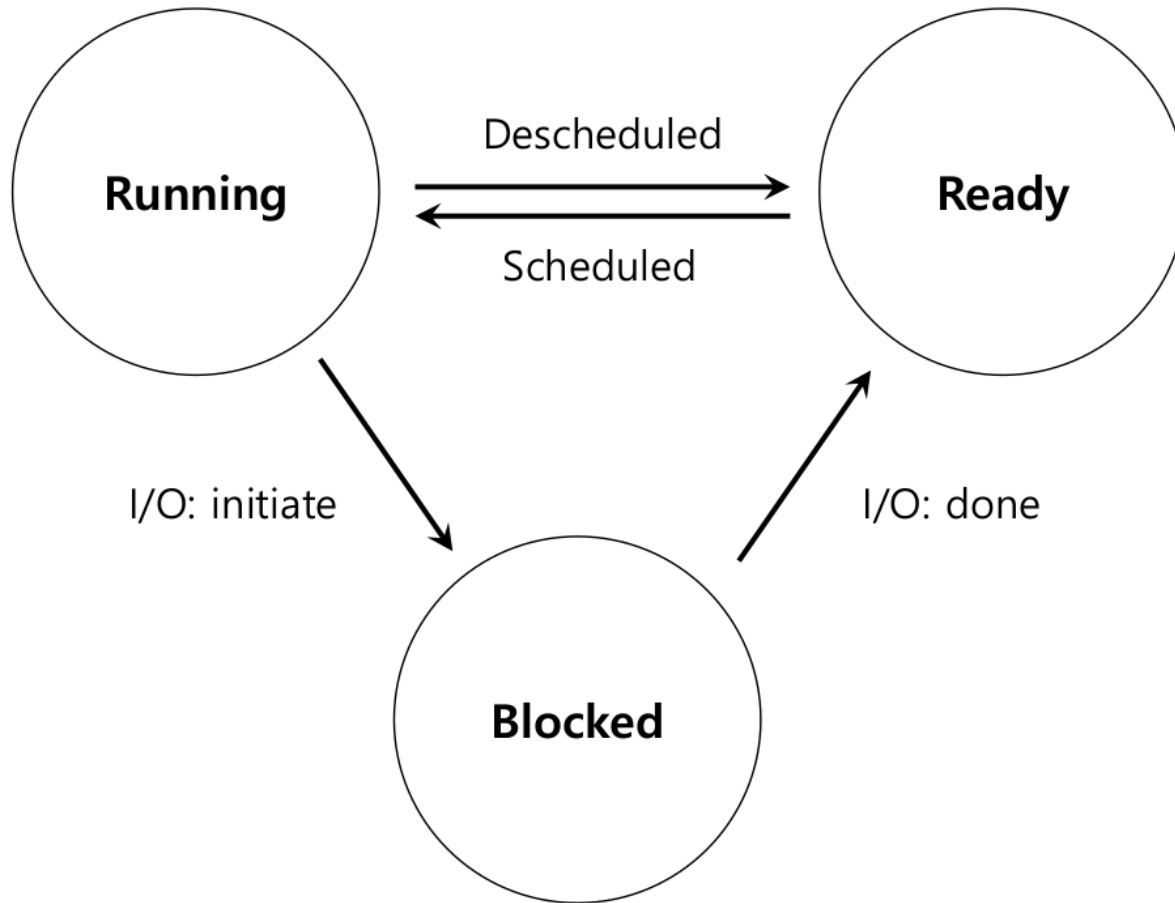 Descheduled
Running
Ready
Scheduled
I/O: initiate
I/O: done
Blocked